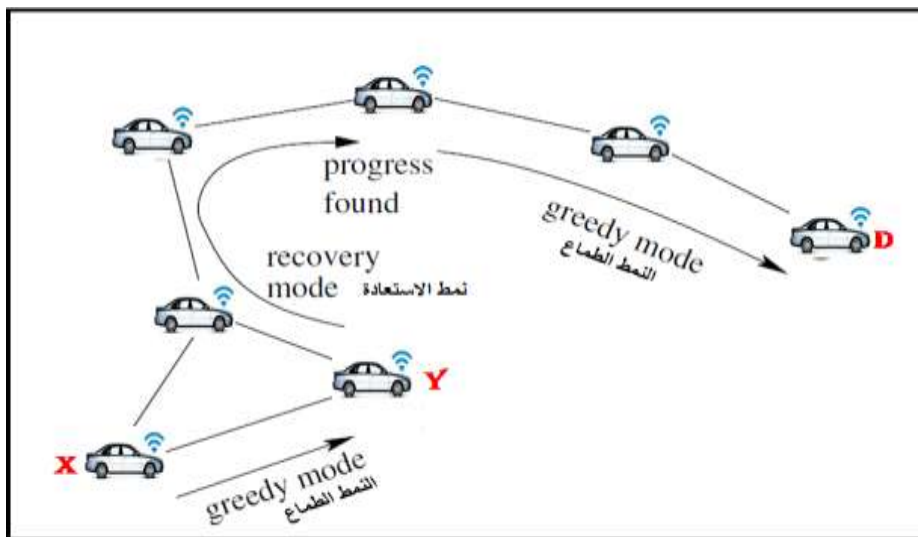 progress
found
greedy mode
النمط الطماع
D
recovery
mode نمط الاستعادة
Y
X
greedy mode
النمط الطماع